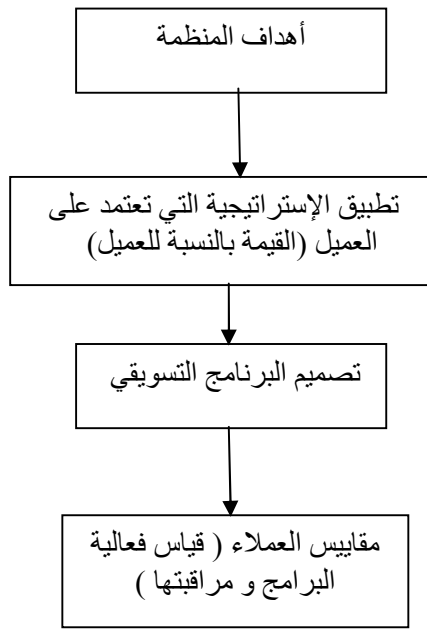 أهداف المنظمة
تطبيق الإستراتيجية التي تعتمد على
العميل (القيمة بالنسبة للعميل)
تصميم البرنامج التسويقي
مقاييس العملاء ( قياس فعالية
البرامج و مراقبتها )